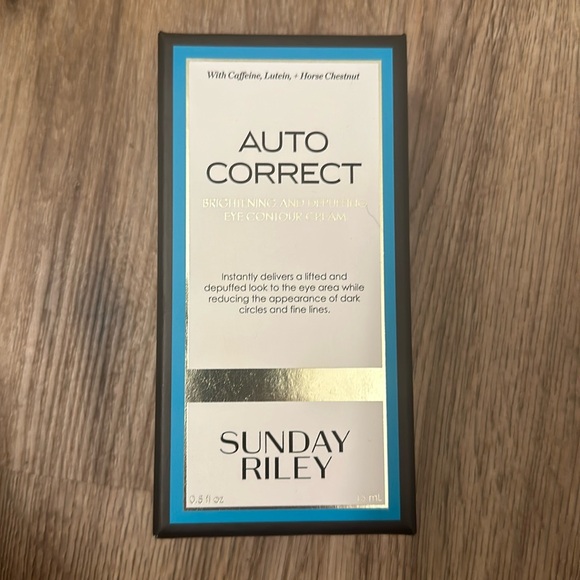 With Caffeine, Lutein, + Horse Chestnut
AUTO
CORRECT
BRIGHTENING AND DEPUFFING
EYE CONTOUR CREAM
Instantly delivers a lifted and
depuffed look to the eye area while
reducing the appearance of dark
circles and fine lines.
SUNDAY
RILEY
0.5 fl oz
15 mL